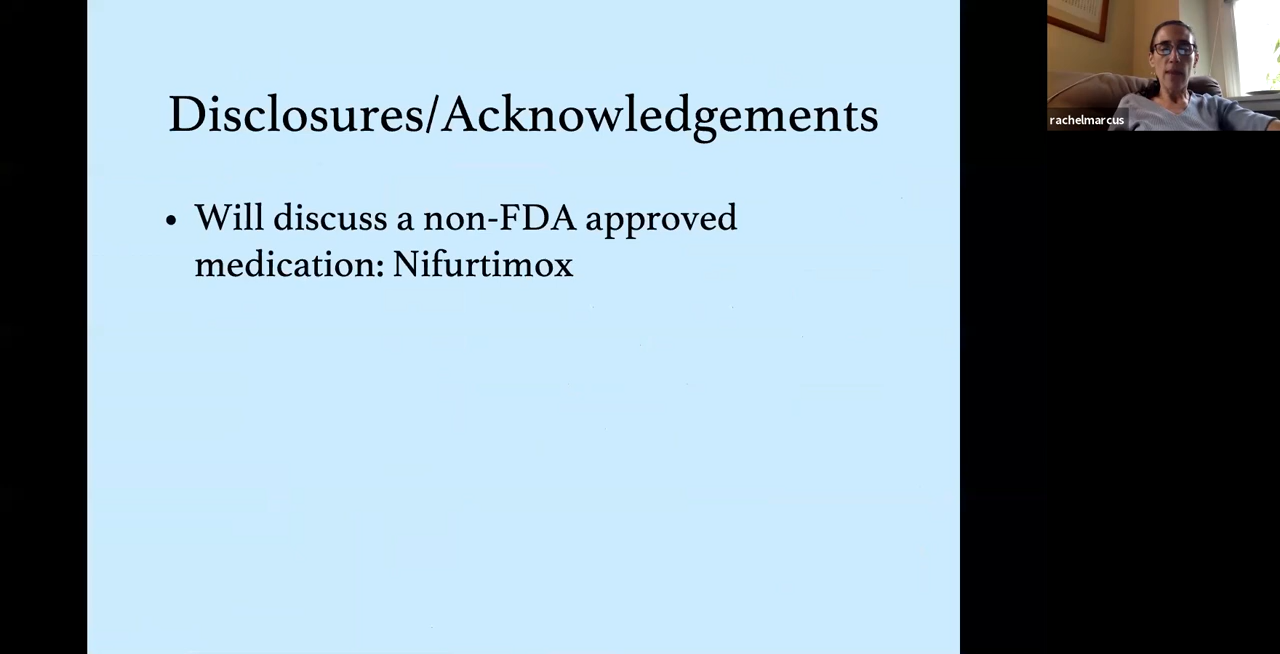 Disclosures/Acknowledgements
• Will discuss a non-FDA approved
medication: Nifurtimox
rachelmarcus